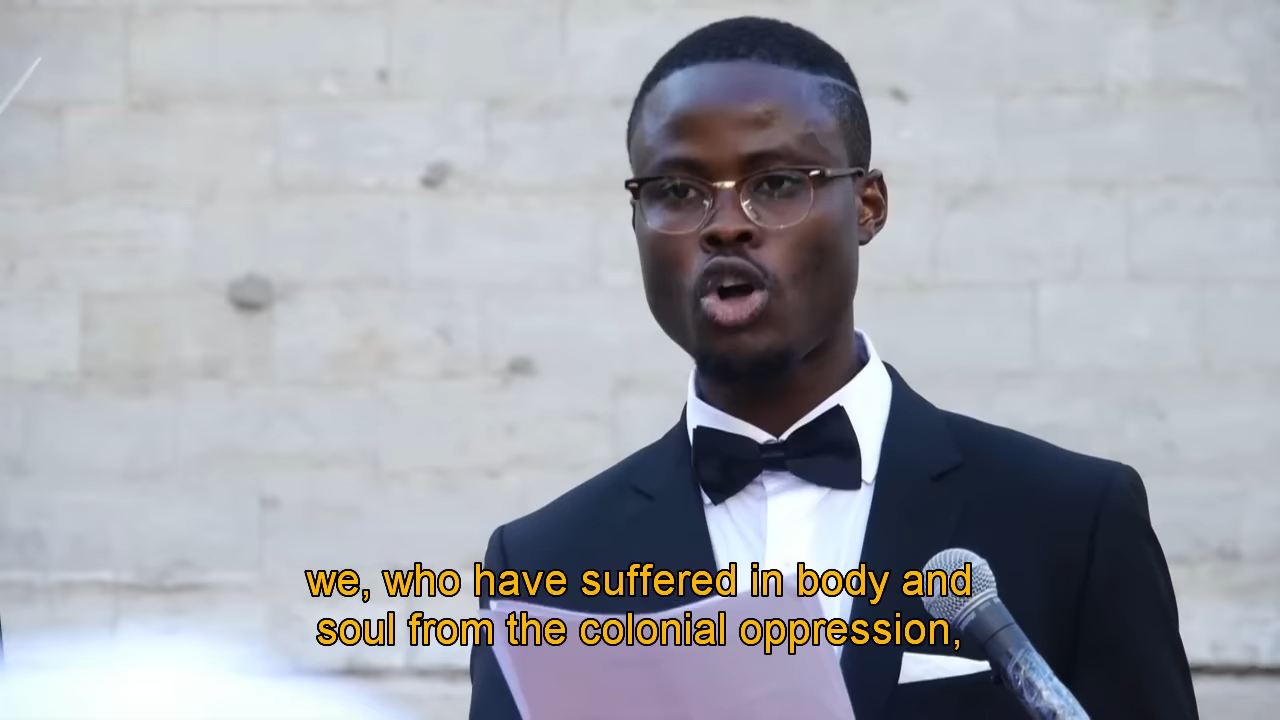 we, who have suffered in body and
soul from the colonial oppression,